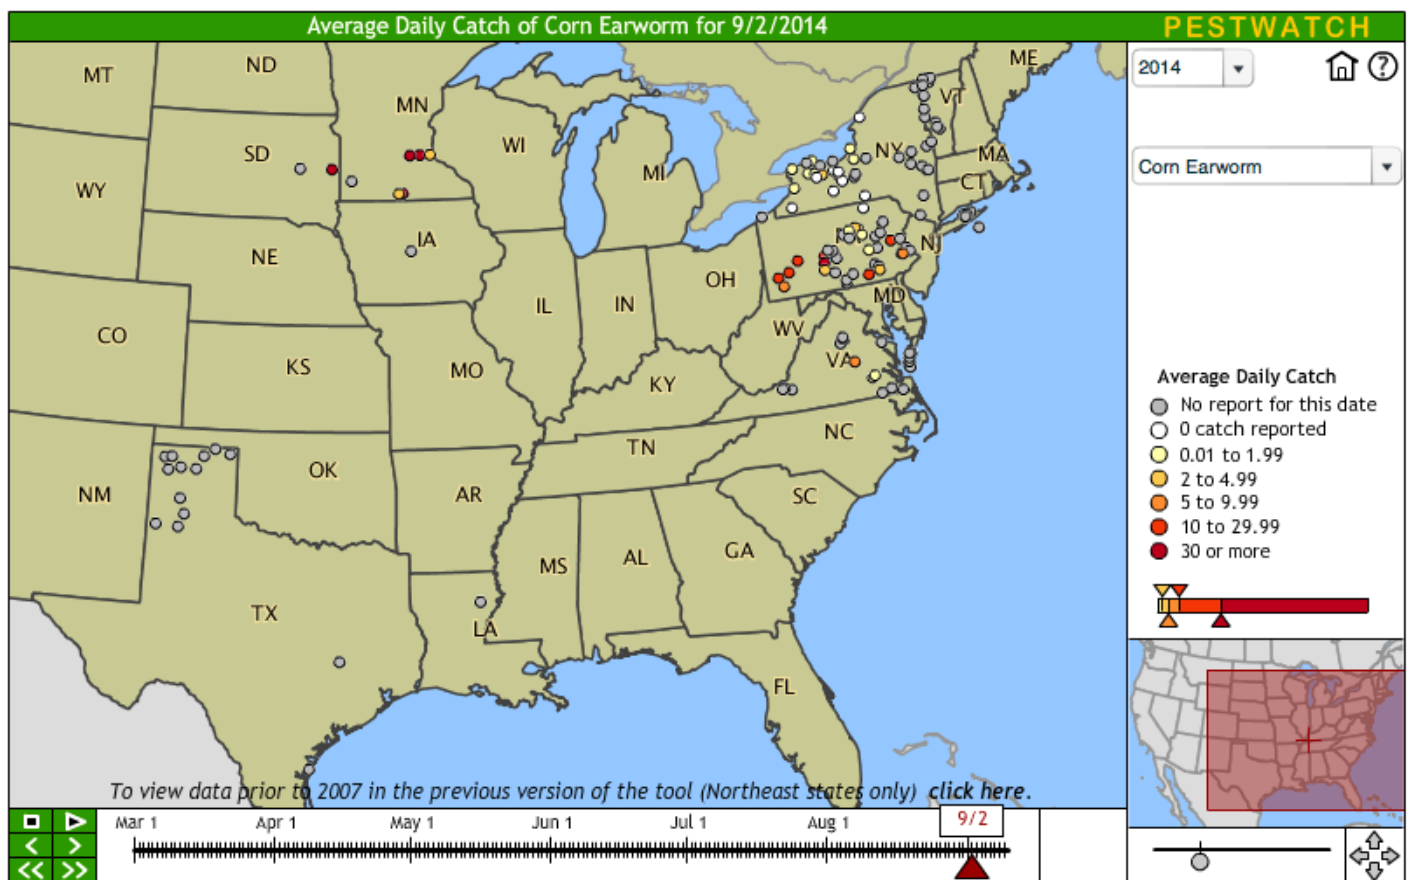 Average Daily Catch of Corn Earworm for 9/2/2014
PESTWATCH
2014
?
Corn Earworm
MT
ND
MN
SD
WI
MI
WY
NE
IA
IL
IN
OH
NY
VT
ME
MA
CT
NJ
MD
WV
VA
CO
KS
MO
KY
NM
OK
AR
TN
NC
SC
MS
AL
GA
TX
LA
FL
Average Daily Catch
No report for this date
0 catch reported
0.01 to 1.99
2 to 4.99
5 to 9.99
10 to 29.99
30 or more
To view data prior to 2007 in the previous version of the tool (Northeast states only) click here.
Mar 1
Apr 1
May 1
Jun 1
Jul 1
Aug 1
9/2